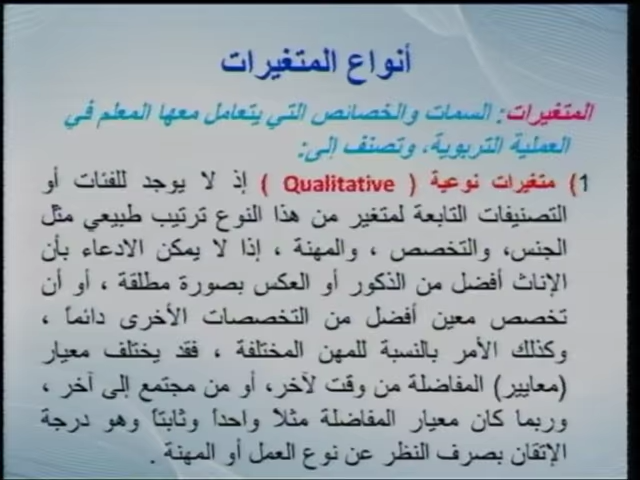 أنواع المتغيرات
المتغيرات: السمات والخصائص التي يتعامل معها المعلم في
العملية التربوية، وتصنف إلى:
1) متغيرات نوعية ( Qualitative ) إذ لا يوجد للفئات أو
التصنيفات التابعة لمتغير من هذا النوع ترتيب طبيعي مثل
الجنس، والتخصص ، والمهنة ، إذا لا يمكن الادعاء بأن
الإناث أفضل من الذكور أو العكس بصورة مطلقة ، أو أن
تخصص معين أفضل من التخصصات الأخرى دائماً ،
وكذلك الأمر بالنسبة للمهن المختلفة ، فقد يختلف معيار
(معايير) المفاضلة من وقت لآخر، أو من مجتمع إلى آخر ،
وربما كان معيار المفاضلة مثلاً واحداً وثابتاً وهو درجة
الإتقان بصرف النظر عن نوع العمل أو المهنة .